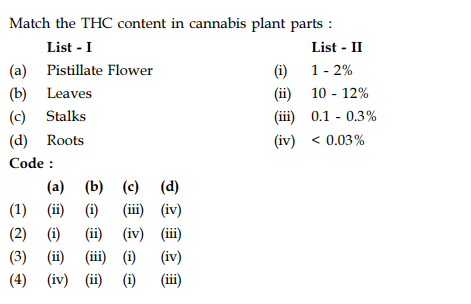 Match the THC content in cannabis plant parts :
List - I List - II
(a) Pistillate Flower (i) 1 - 2%
(b) Leaves (ii) 10 - 12%
(c) Stalks (iii) 0.1 - 0.3%
(d) Roots (iv) < 0.03%
Code :
(a) (b) (c) (d)
(1) (ii) (i) (iii) (iv)
(2) (i) (ii) (iv) (iii)
(3) (ii) (iii) (i) (iv)
(4) (iv) (ii) (i) (iii)